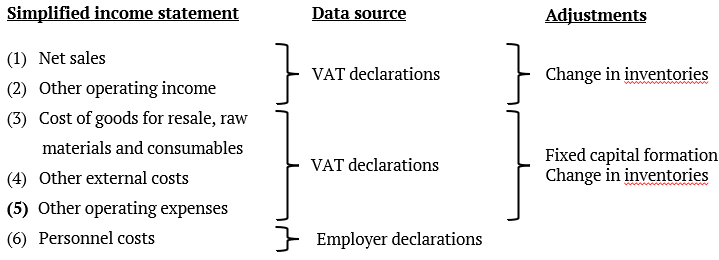 Simplified income statement Data source Adjustments
(1) Net sales
VAT declarations Change in inventories
(2) Other operating income
(3) Cost of goods for resale, raw
materials and consumables
VAT declarations Fixed capital formation
Change in inventories
(4) Other external costs
(5) Other operating expenses
(6) Personnel costs Employer declarations